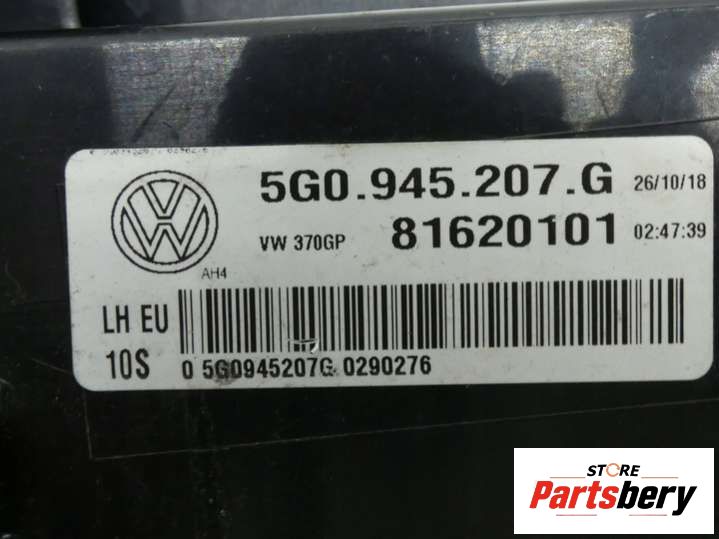 5G0.945.207.G 26/10/18
VW 370GP 81620101 02:47:39
AH4
LH EU
10S 0 5G0945207G 0290276
STORE
Partsbery